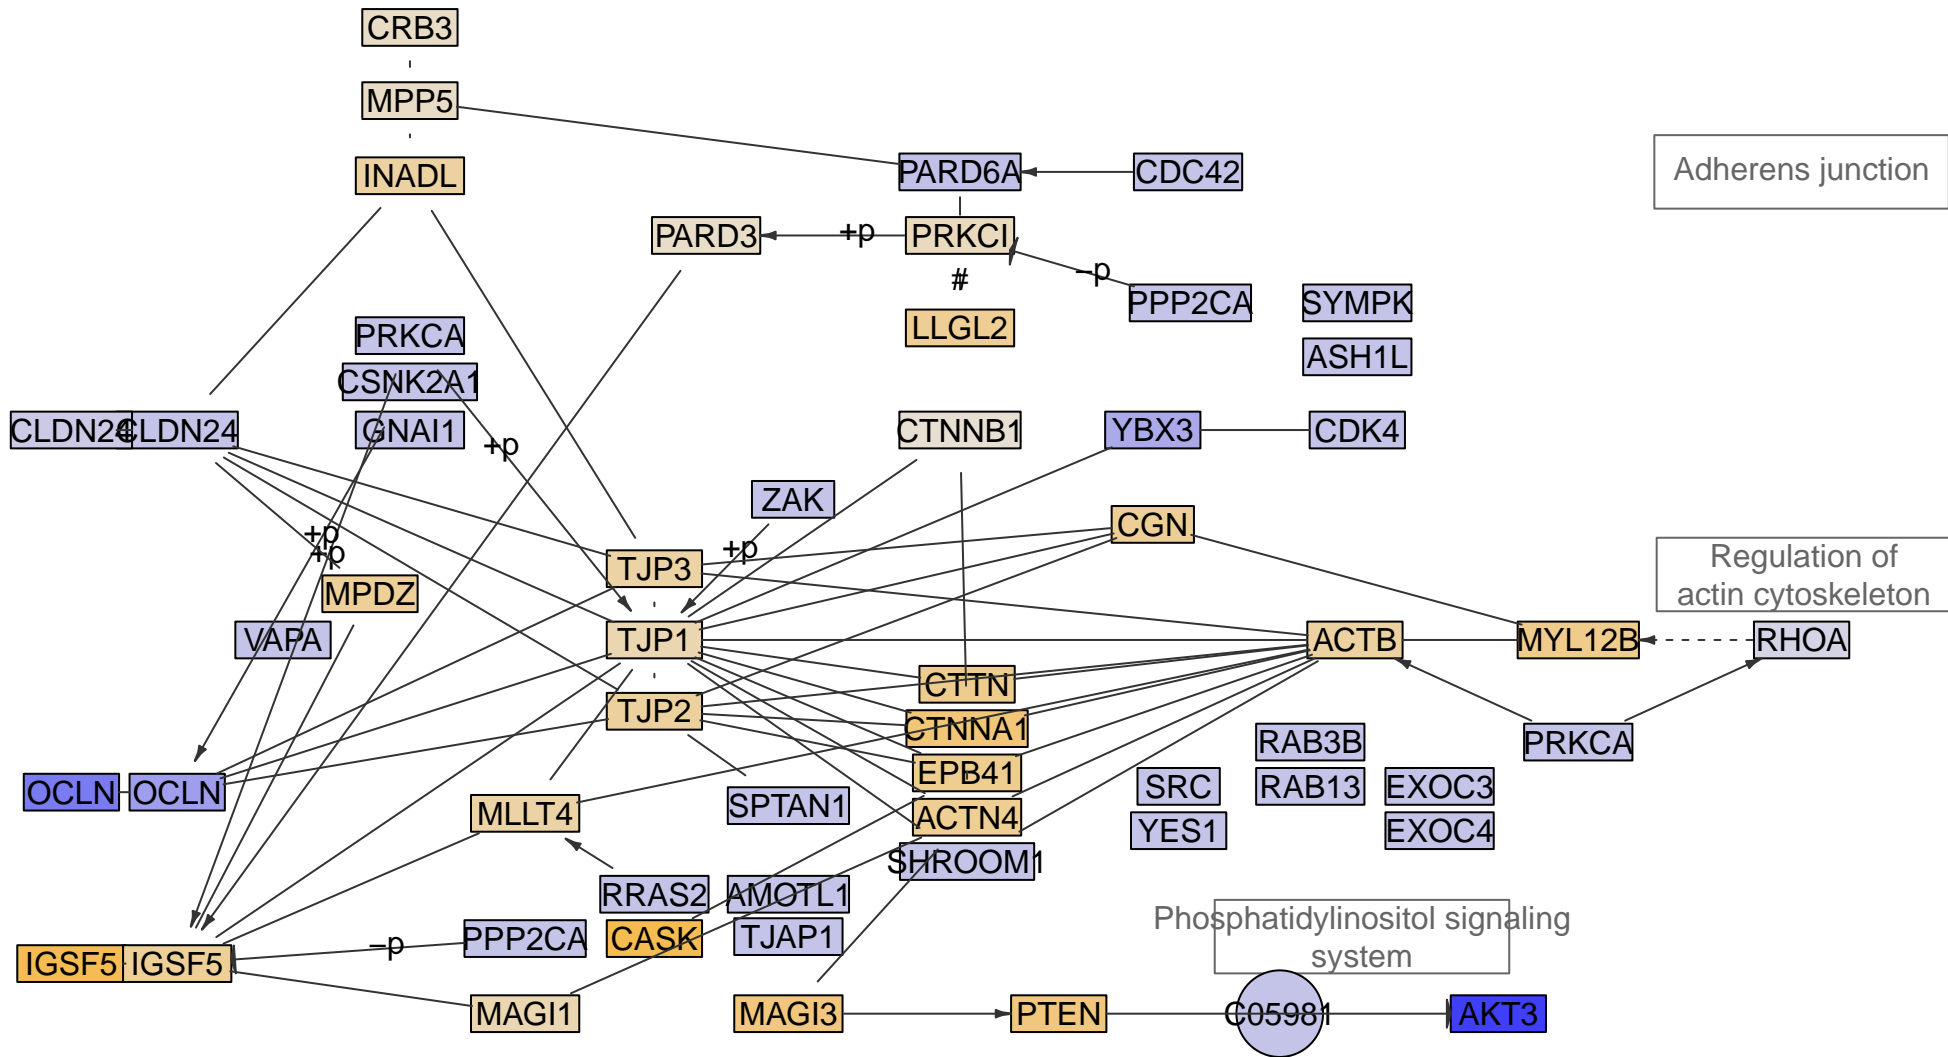 CRB3
MPP5
INADL
PARD6A
CDC42
Adherens junction
PARD3
+p
PRKCI
−p
#
PPP2CA
SYMPK
LLGL2
PRKCA
ASH1L
CSNK2A1
CLDN24
CLDN24
GNAI1
+p
CTNNB1
YBX3
CDK4
ZAK
CGN
+p
+p
+p
TJP3
MPDZ
Regulation of
actin cytoskeleton
VAPA
TJP1
ACTB
MYL12B
RHOA
CTTN
TJP2
CTNNA1
RAB3B
PRKCA
OCLN
OCLN
EPB41
SRC
RAB13
EXOC3
MLLT4
SPTAN1
ACTN4
YES1
EXOC4
SHROOM1
RRAS2
AMOTL1
Phosphatidylinositol signaling
system
PPP2CA
−p
CASK
TJAP1
IGSF5
IGSF5
MAGI1
MAGI3
PTEN
C05981
AKT3